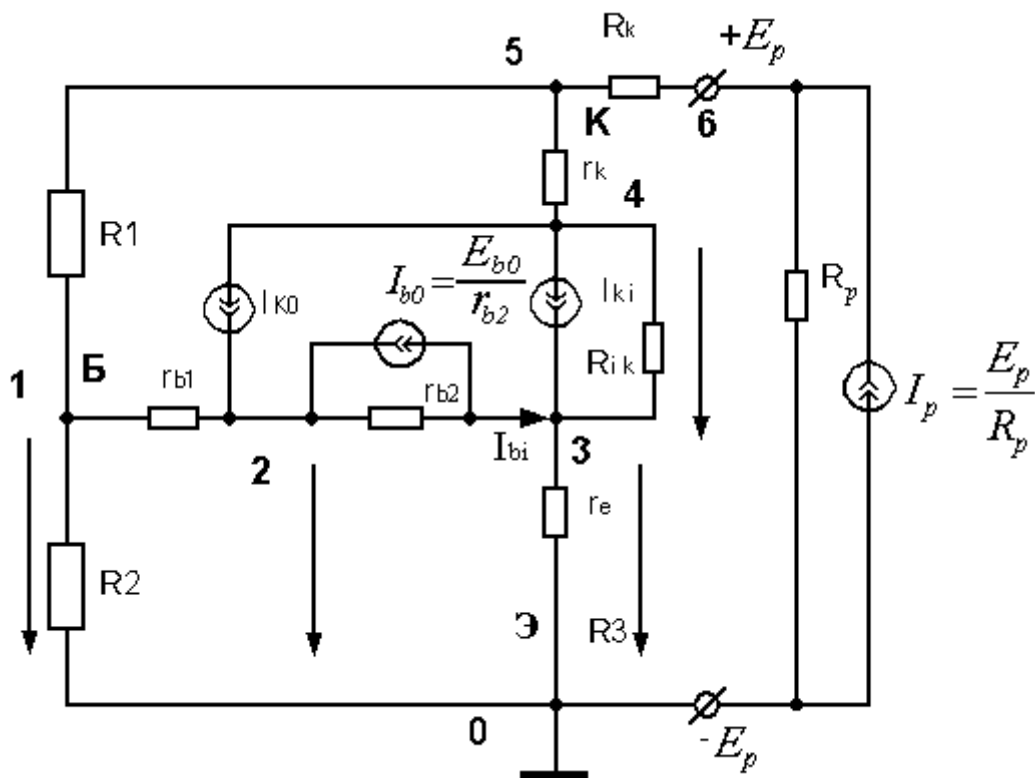 Rk
+Ep
5
K
6
rk
4
R1
IK0
Ib0=Eb0/rb2
Iki
Rp
Rik
Ip=Ep/Rp
1
Б
rb1
rb2
Ibi
2
3
re
R2
Э
R3
0
-Ep